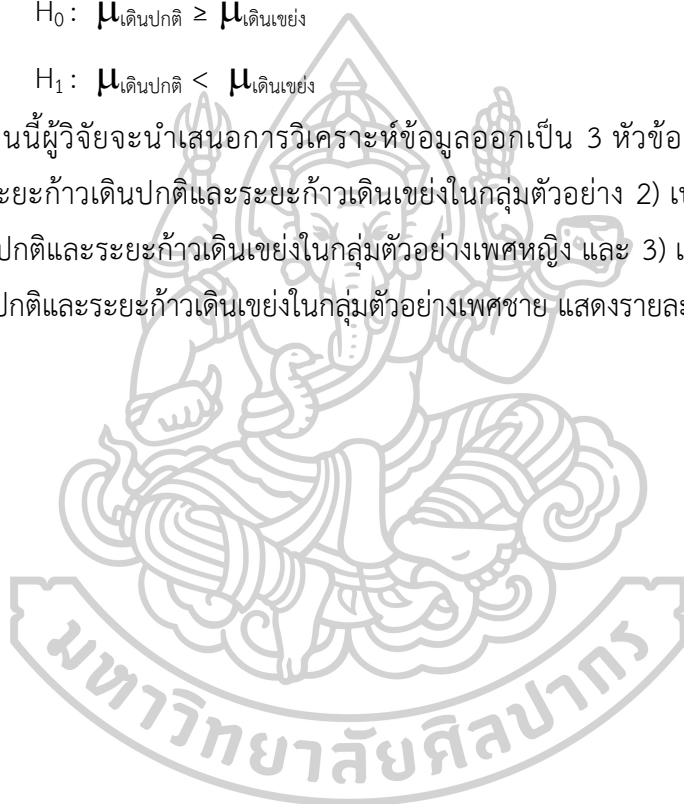 H₀ : μเดินปกติ ≥ μเดินเขย่ง
H₁ : μเดินปกติ < μเดินเขย่ง
นนี้ผู้วิจัยจะนำเสนอการวิเคราะห์ข้อมูลออกเป็น 3 หัวข้อ
ะยะก้าวเดินปกติและระยะก้าวเดินเขย่งในกลุ่มตัวอย่าง 2) เ
ปกติและระยะก้าวเดินเขย่งในกลุ่มตัวอย่างเพศหญิง และ 3) เ
ปกติและระยะก้าวเดินเขย่งในกลุ่มตัวอย่างเพศชาย แสดงรายละ
มหาวิทยาลัยศิลปากร